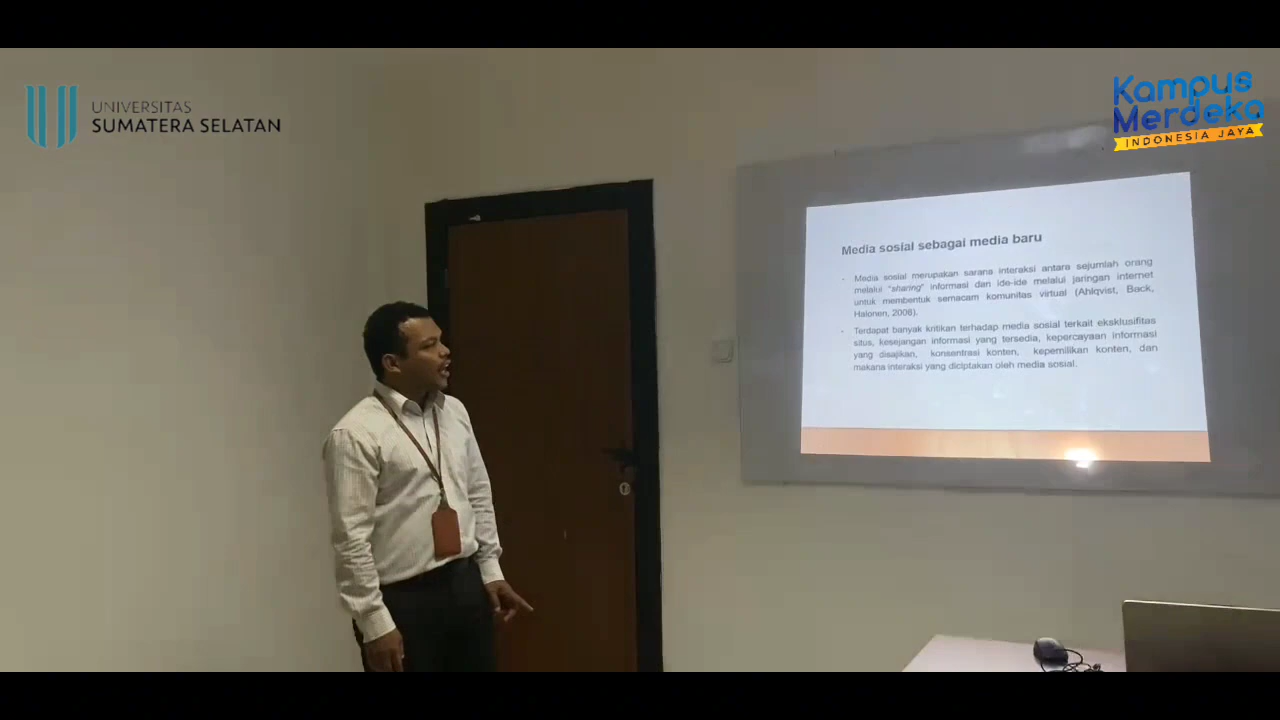 UNIVERSITAS
SUMATERA SELATAN
Kampus
Merdeka
INDONESIA JAYA
Media sosial sebagai media baru
- Media sosial merupakan sarana interaksi antara sejumlah orang
melalui “sharing” informasi dan ide-ide melalui jaringan internet
untuk membentuk semacam komunitas virtual (Ahlqvist, Back,
Halonen, 2008).
- Terdapat banyak kritikan terhadap media sosial terkait eksklusifitas
situs, kesejangan informasi yang tersedia, kepercayaan informasi
yang disajikan, konsentrasi konten, kepemilikan konten, dan
makana interaksi yang diciptakan oleh media sosial.